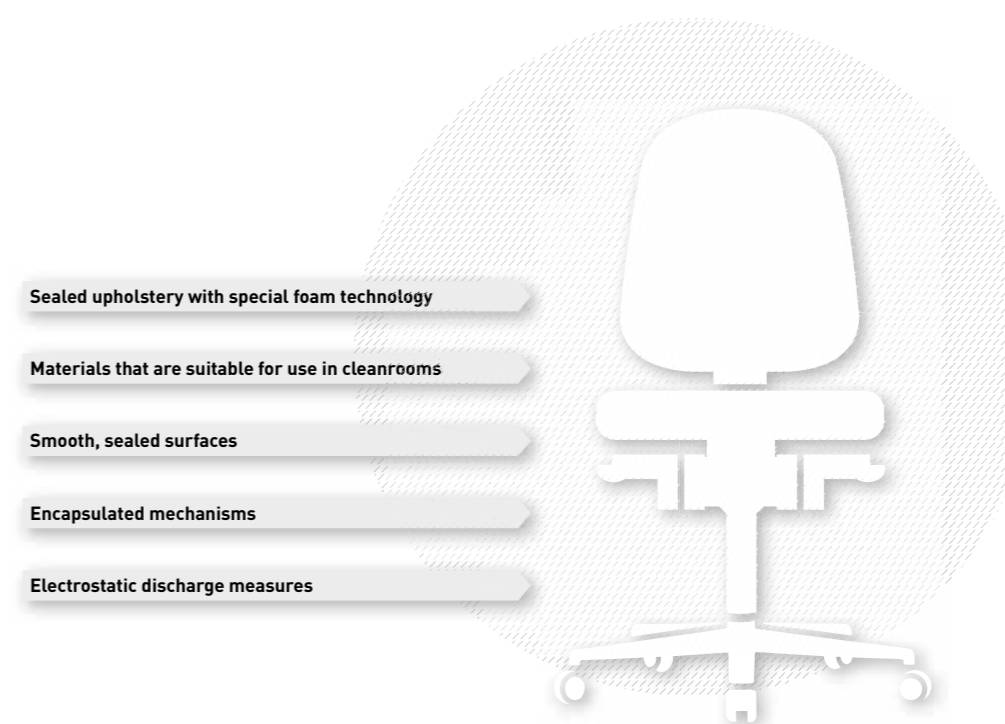 Sealed upholstery with special foam technology
Materials that are suitable for use in cleanrooms
Smooth, sealed surfaces
Encapsulated mechanisms
Electrostatic discharge measures